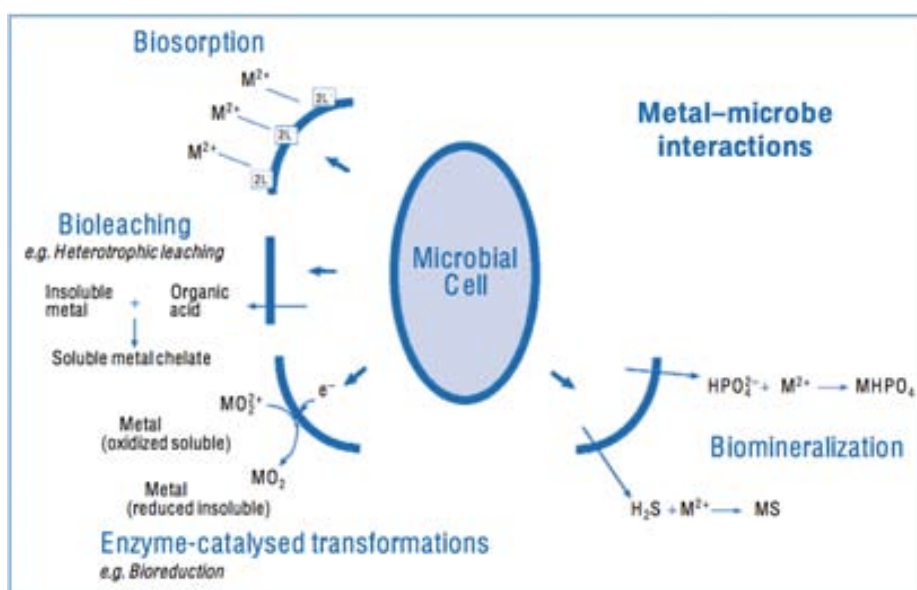 Biosorption
M²⁺
2L
M²⁺
2L
M²⁺
2L
Metal–microbe
interactions
Bioleaching
e.g. Heterotrophic leaching
Insoluble
metal
+
Organic
acid
Soluble metal chelate
Microbial
Cell
MO₂²⁺
e⁻
Metal
(oxidized soluble)
MO₂
Metal
(reduced insoluble)
Enzyme-catalysed transformations
e.g. Bioreduction
HPO₄²⁻ + M²⁺ → MHPO₄
Biomineralization
H₂S + M²⁺ → MS